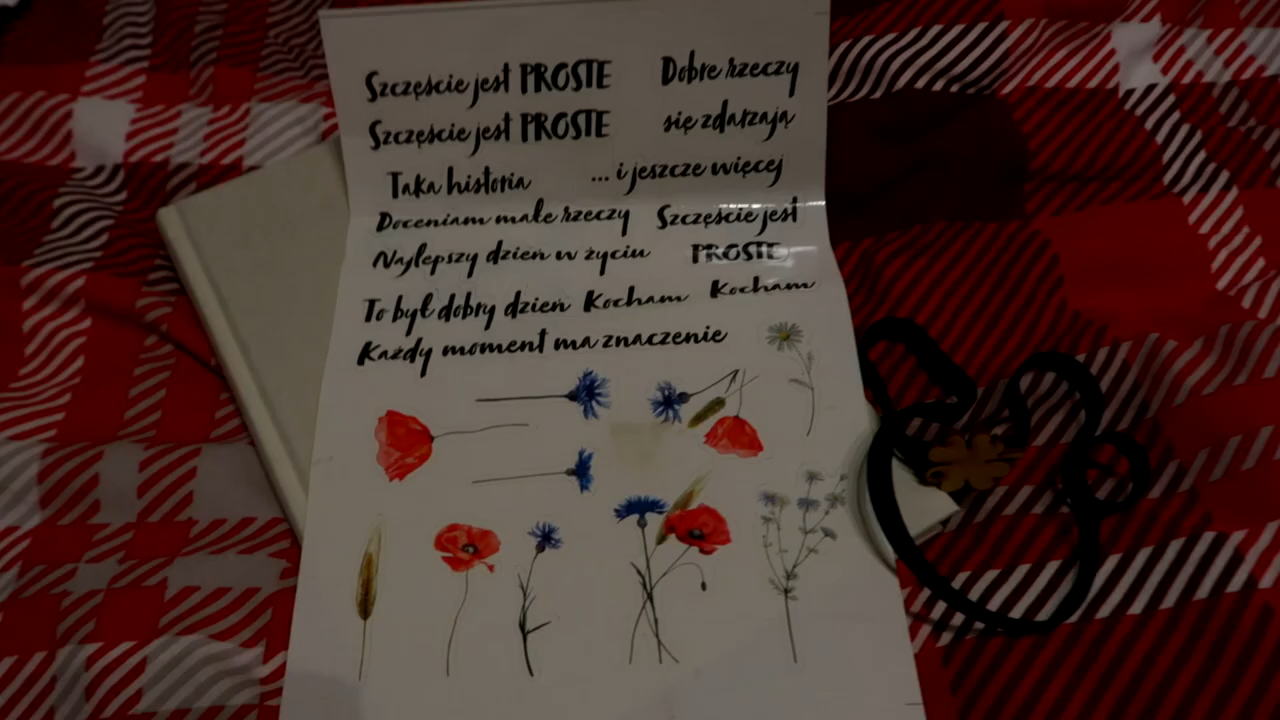 Szczęście jest PROSTE
Dobre rzeczy
Szczęście jest PROSTE
się zdarzają
Taka historia
... i jeszcze więcej
Doceniam małe rzeczy
Szczęście jest
Najlepszy dzień w życiu
PROSTE
To był dobry dzień
Kocham
Kocham
Każdy moment ma znaczenie